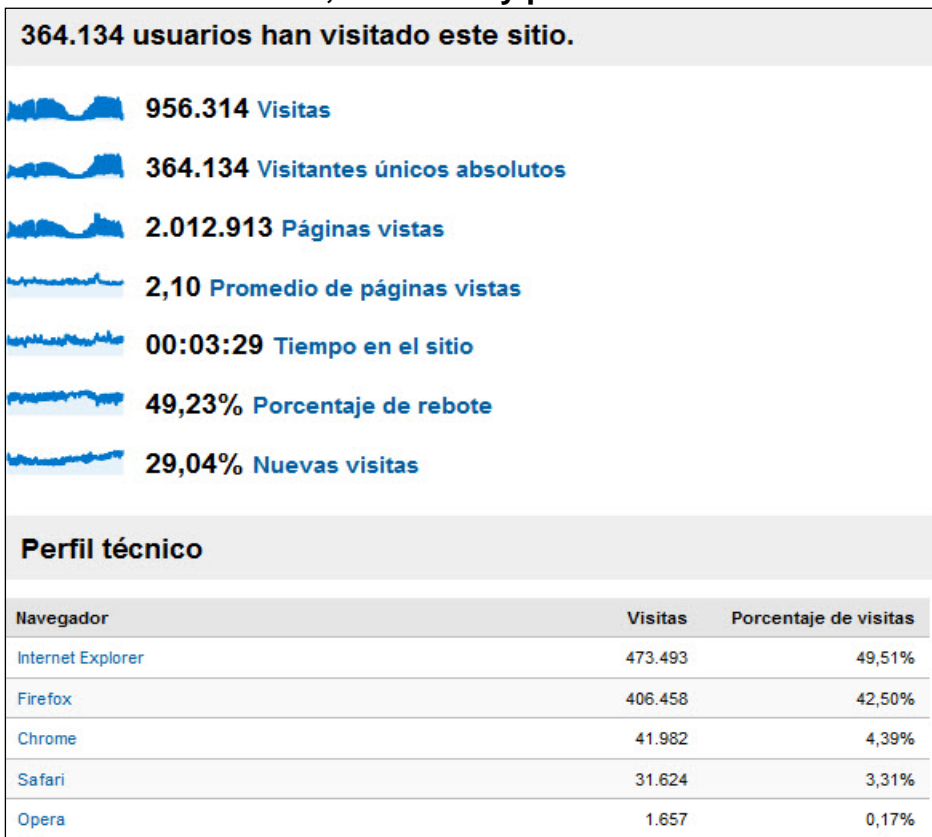 364.134 usuarios han visitado este sitio.
956.314 Visitas
364.134 Visitantes únicos absolutos
2.012.913 Páginas vistas
2,10 Promedio de páginas vistas
00:03:29 Tiempo en el sitio
49,23% Porcentaje de rebote
29,04% Nuevas visitas
Perfil técnico
Navegador Visitas Porcentaje de visitas
Internet Explorer 473.493 49,51%
Firefox 406.458 42,50%
Chrome 41.982 4,39%
Safari 31.624 3,31%
Opera 1.657 0,17%